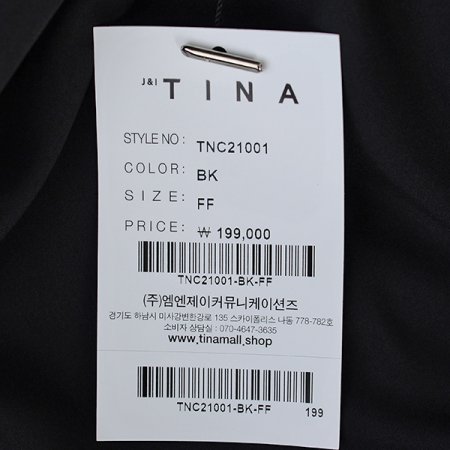 J&I TINA
STYLE NO : TNC21001
COLOR: BK
SIZE: FF
PRICE: ₩ 199,000
TNC21001-BK-FF
(주)엠엔제이커뮤니케이션즈
경기도 하남시 미사강변한강로 135 스카이폴리스 나동 778-782호
소비자 상담실 : 070-4647-3635
www.tinamall.shop
TNC21001-BK-FF 199